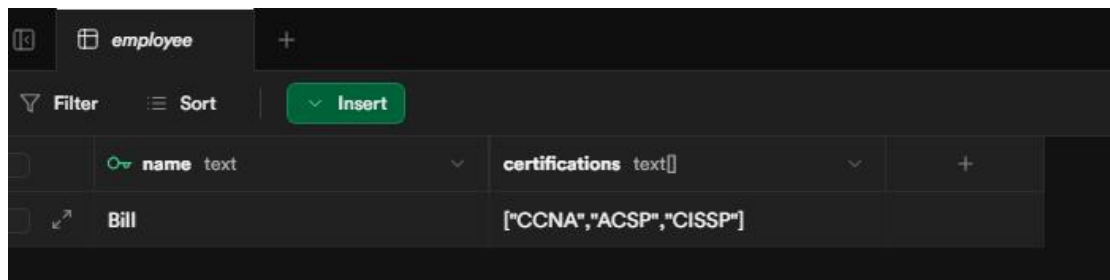 employee
Filter Sort Insert
name text certifications text[]
Bill ["CCNA","ACSP","CISSP"]